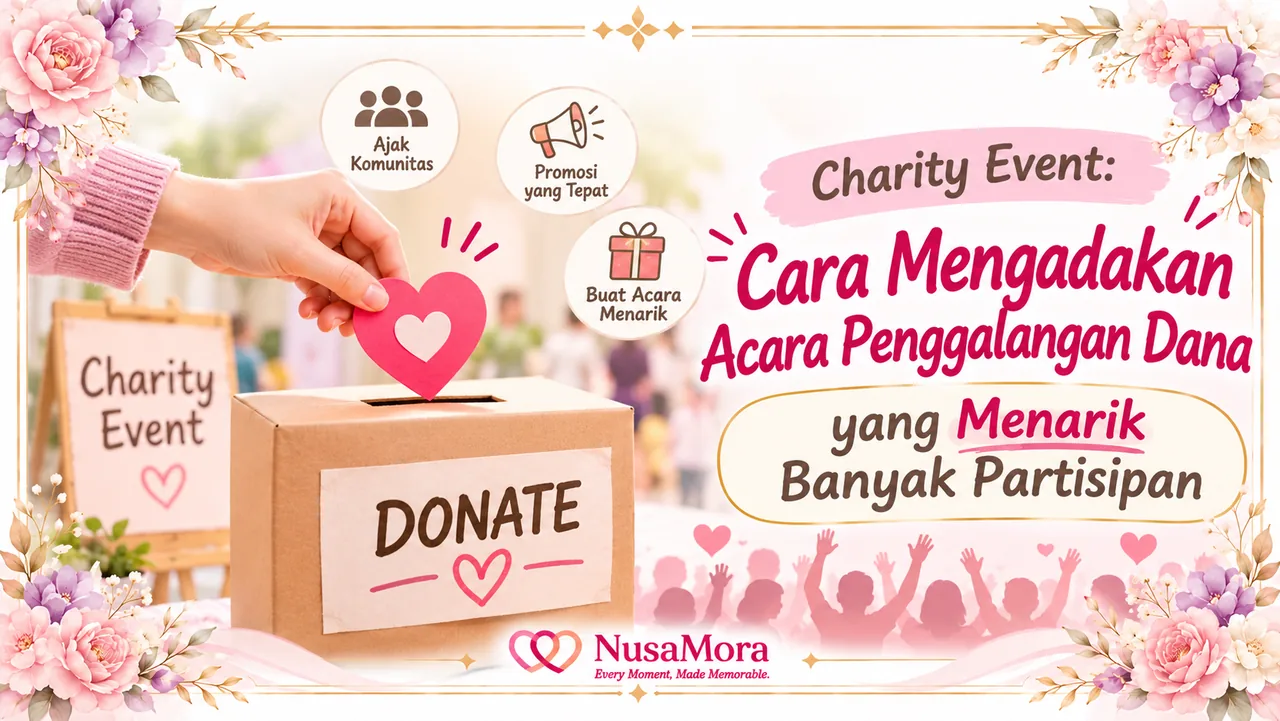 Ajak
Komunitas
Promosi
yang Tepat
Buat Acara
Menarik
Charity Event:
Cara Mengadakan
Acara Penggalangan Dana
yang Menarik
Banyak Partisipan
Charity
Event
DONATE
NusaMora
Every Moment, Made Memorable.